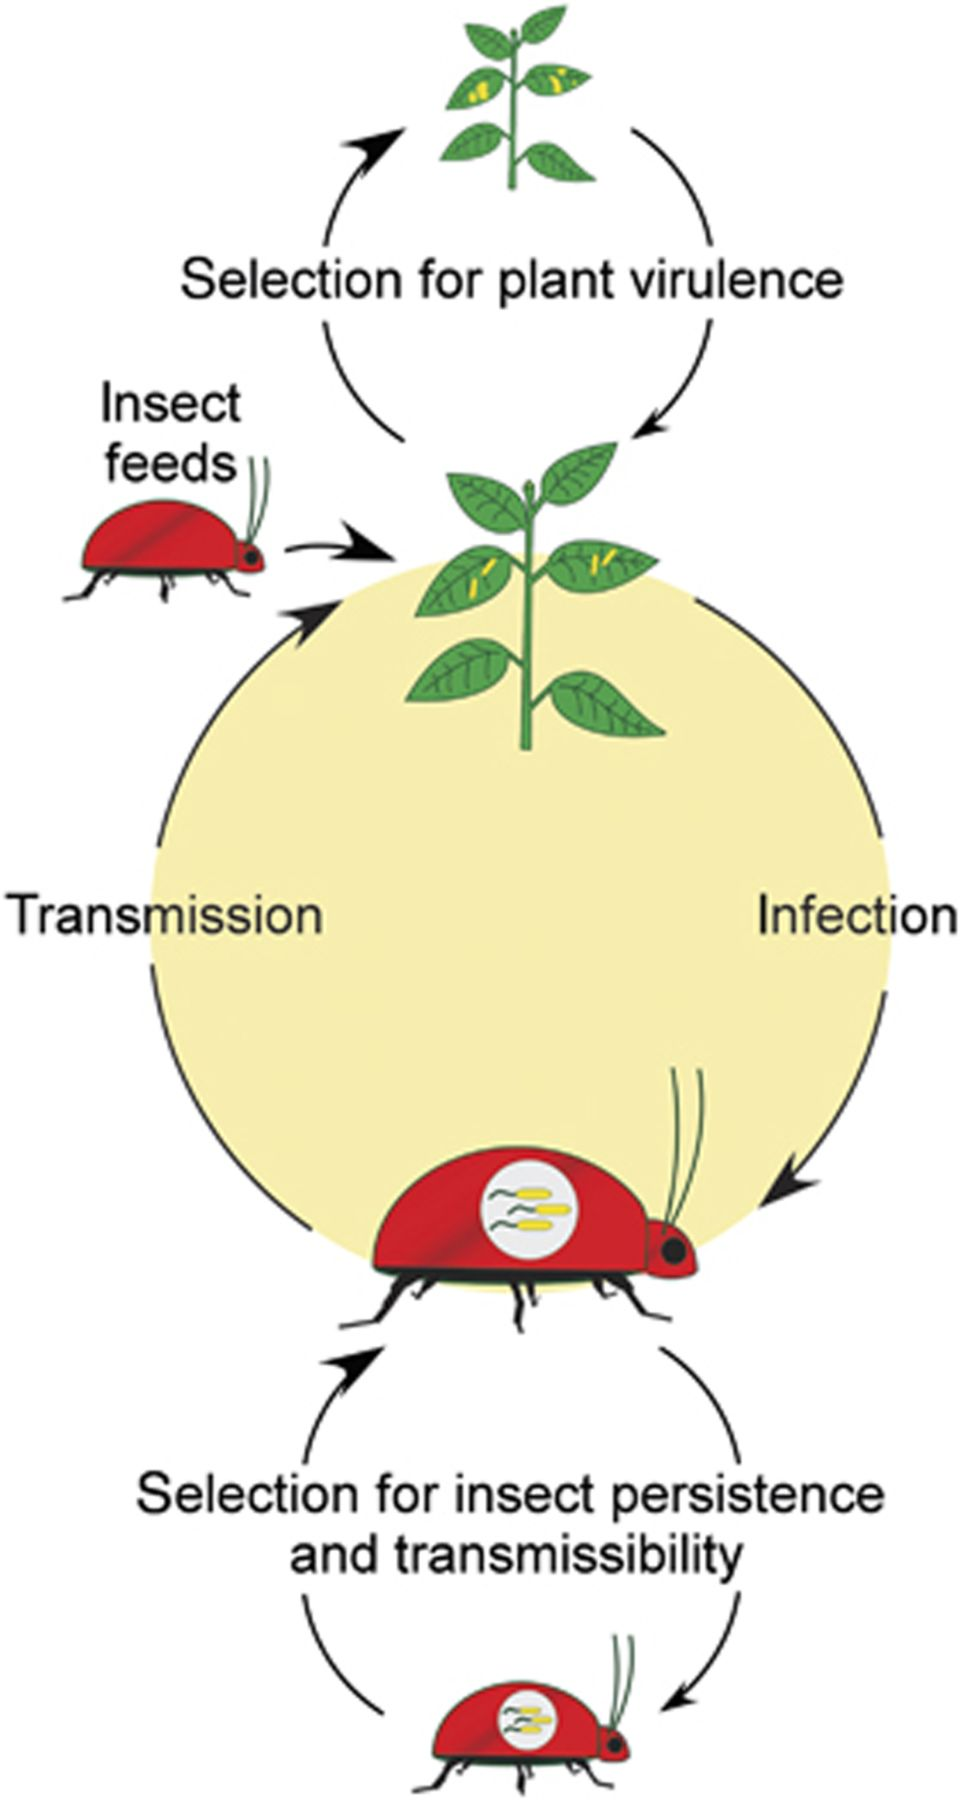 Selection for plant virulence
Insect
feeds
Transmission
Infection
Selection for insect persistence
and transmissibility